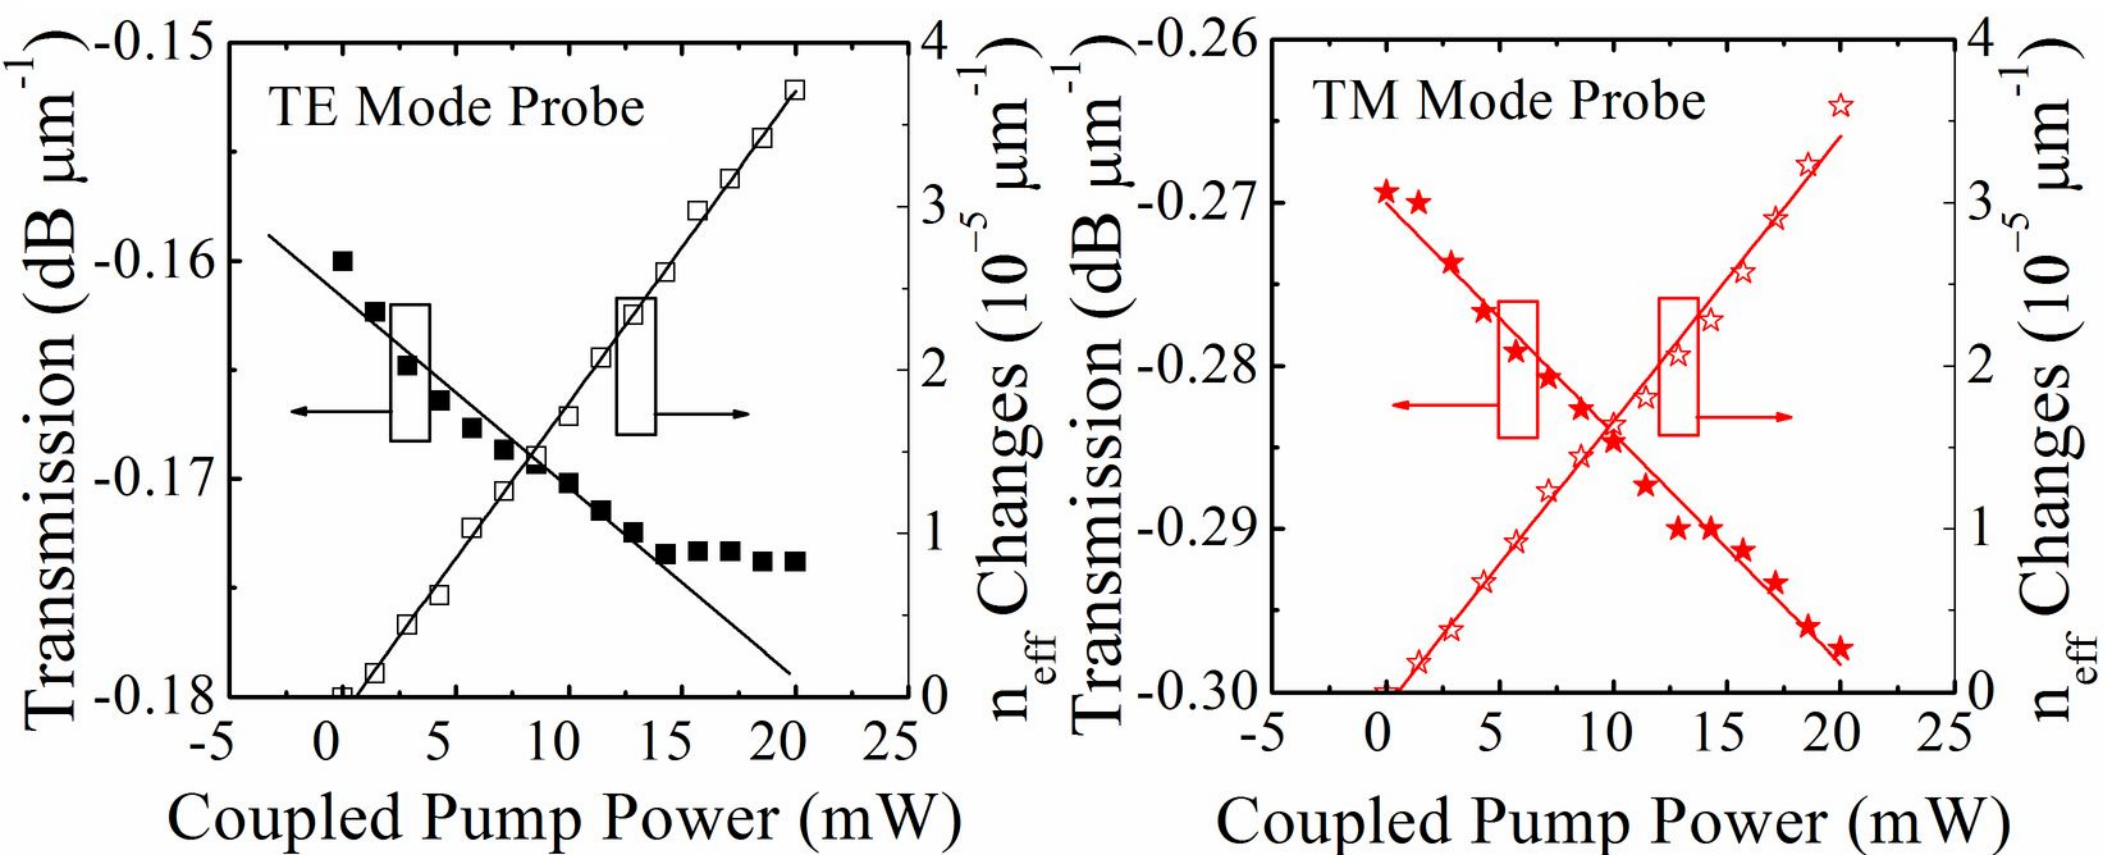 Transmission (dB μm⁻¹)
-0.15
-0.16
-0.17
-0.18
TE Mode Probe
4
3
2
1
0
n_eff Changes (10⁻⁵ μm⁻¹)
-5 0 5 10 15 20 25
Coupled Pump Power (mW)
Transmission (dB μm⁻¹)
-0.26
-0.27
-0.28
-0.29
-0.30
TM Mode Probe
4
3
2
1
0
n_eff Changes (10⁻⁵ μm⁻¹)
-5 0 5 10 15 20 25
Coupled Pump Power (mW)